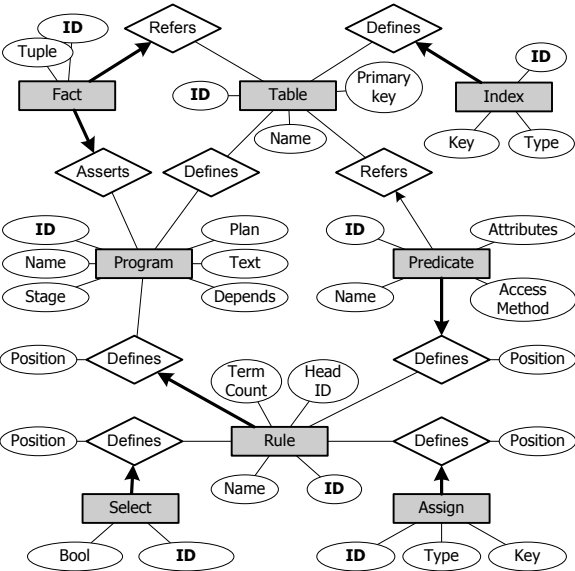 ID
Refers
Defines
Tuple
ID
Fact
ID
Table
Primary
key
Index
Name
Key
Type
Asserts
Defines
Refers
ID
Plan
ID
Attributes
Name
Program
Text
Predicate
Stage
Depends
Name
Access
Method
Position
Defines
Term
Count
Head
ID
Defines
Position
Position
Defines
Rule
Defines
Position
Name
ID
Select
Assign
Bool
ID
ID
Type
Key